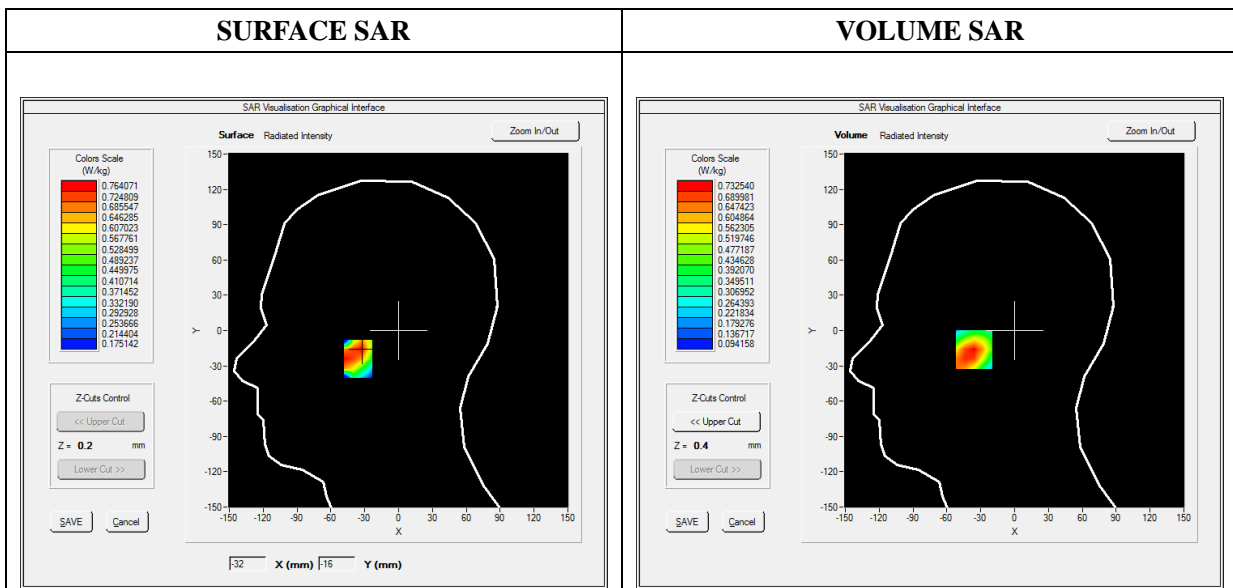 SURFACE SAR
VOLUME SAR
SAR Visualisation Graphical Interface
Surface Radiated Intensity
Zoom In/Out
Colors Scale
(W/kg)
0.764071
0.724809
0.685547
0.646285
0.607023
0.567761
0.528499
0.489237
0.449975
0.410714
0.371452
0.332190
0.292928
0.253666
0.214404
0.175142
Z-Cuts Control
<< Upper Cut
Z = 0.2 mm
Lower Cut >>
SAVE Cancel
150
120
90
60
30
0
-30
-60
-90
-120
-150
Y
-150 -120 -90 -60 -30 0 30 60 90 120 150
X
-32 X (mm) -16 Y (mm)
SAR Visualisation Graphical Interface
Volume Radiated Intensity
Zoom In/Out
Colors Scale
(W/kg)
0.732540
0.689981
0.647423
0.604864
0.562305
0.519746
0.477187
0.434628
0.392070
0.349511
0.306952
0.264393
0.221834
0.179276
0.136717
0.094158
Z-Cuts Control
<< Upper Cut
Z = 0.4 mm
Lower Cut >>
SAVE Cancel
150
120
90
60
30
0
-30
-60
-90
-120
-150
Y
-150 -120 -90 -60 -30 0 30 60 90 120 150
X